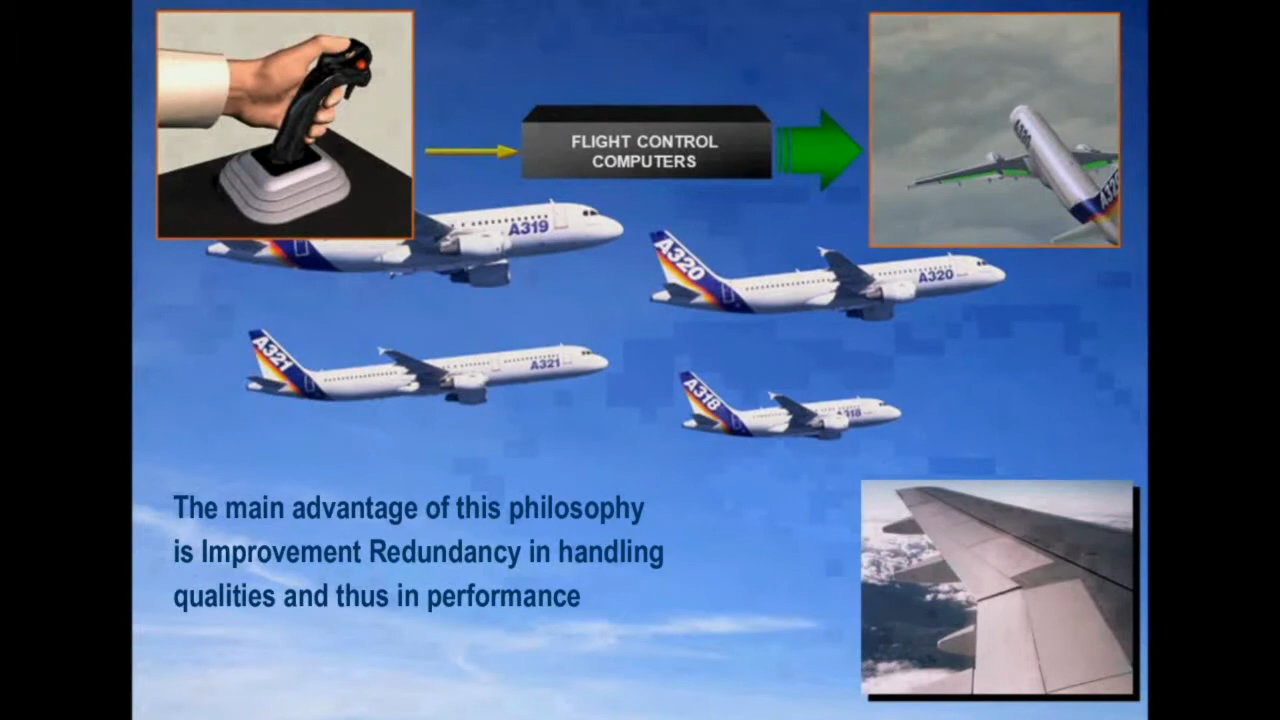 FLIGHT CONTROL
COMPUTERS
A320
A319
A320
A320
A321
A321
A318
A318
The main advantage of this philosophy
is Improvement Redundancy in handling
qualities and thus in performance